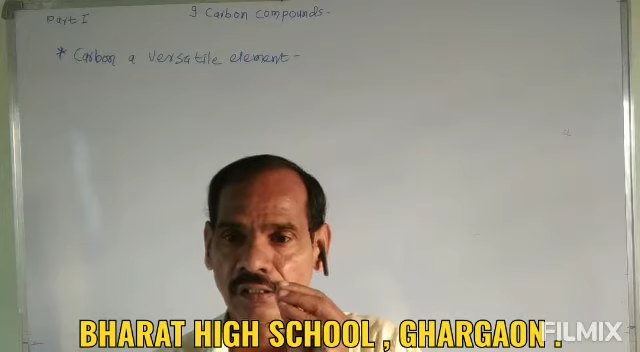 Part I
9 Carbon compounds-
* Carbon a versatile element-
BHARAT HIGH SCHOOL , GHARGAON .
FILMIX